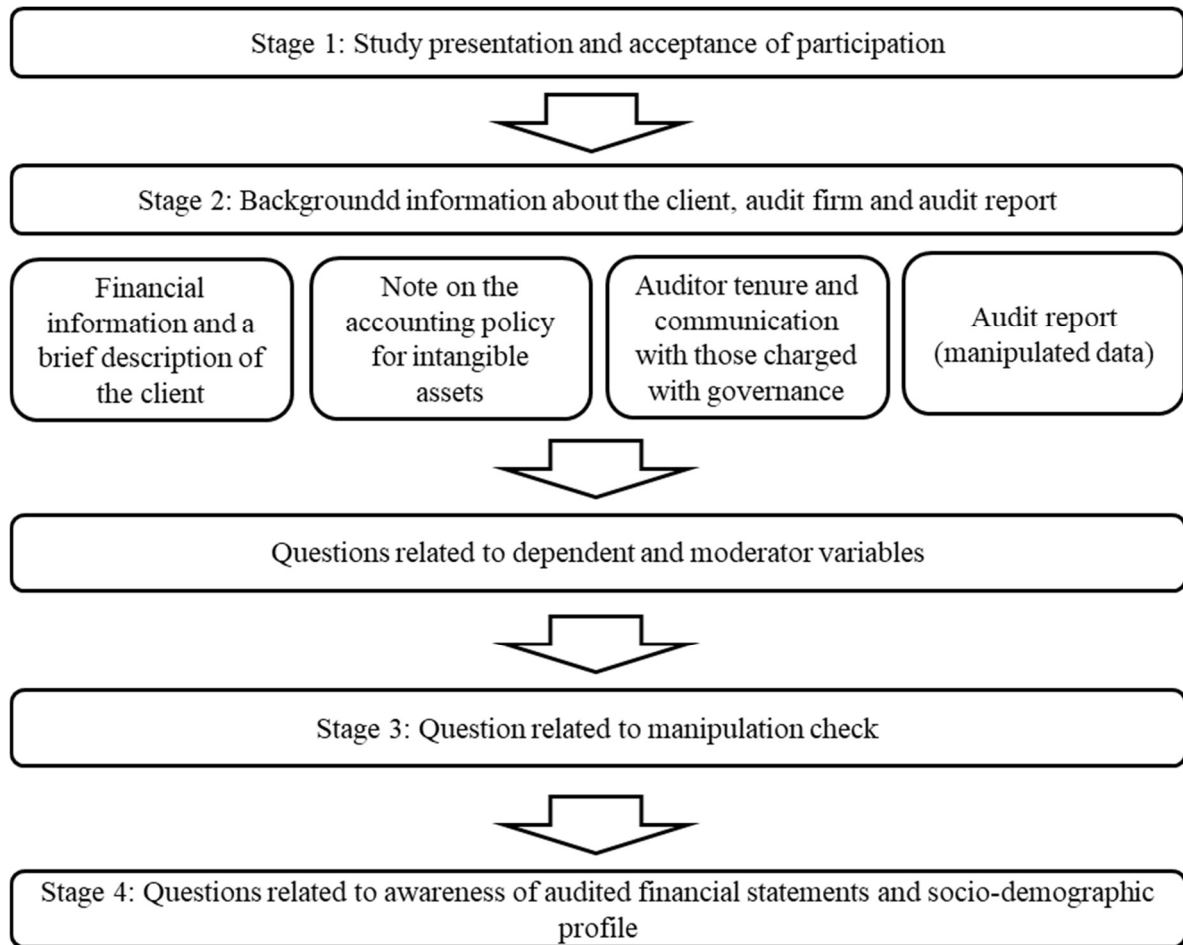 Stage 1: Study presentation and acceptance of participation
Stage 2: Backgroundd information about the client, audit firm and audit report
Financial
information and a
brief description of
the client
Note on the
accounting policy
for intangible
assets
Auditor tenure and
communication
with those charged
with governance
Audit report
(manipulated data)
Questions related to dependent and moderator variables
Stage 3: Question related to manipulation check
Stage 4: Questions related to awareness of audited financial statements and socio-demographic
profile